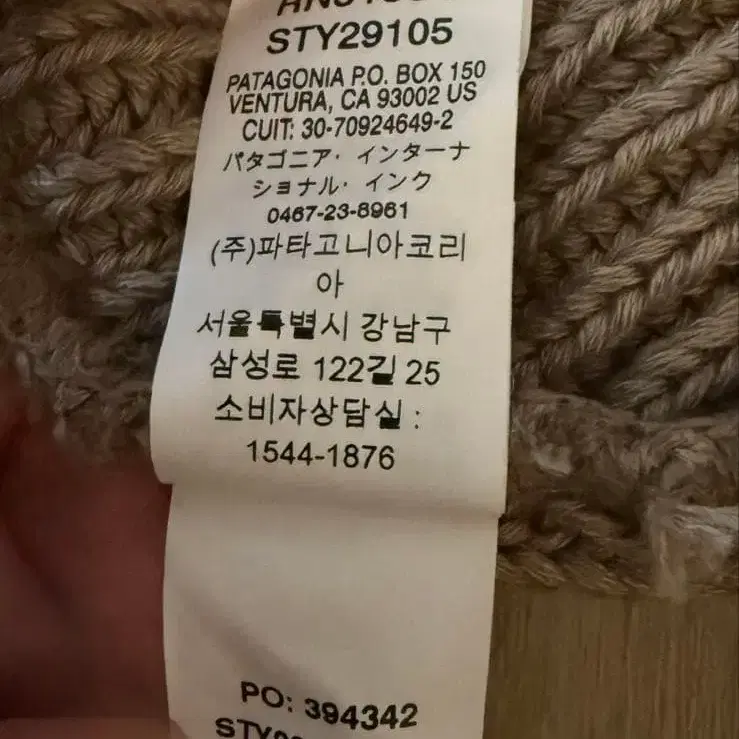 STY29105
PATAGONIA P.O. BOX 150
VENTURA, CA 93002 US
CUIT: 30-70924649-2
パタゴニア・インターナ
ショナル・インク
0467-23-8961
(주)파타고니아코리
아
서울특별시 강남구
삼성로 122길 25
소비자상담실 :
1544-1876
PO: 394342